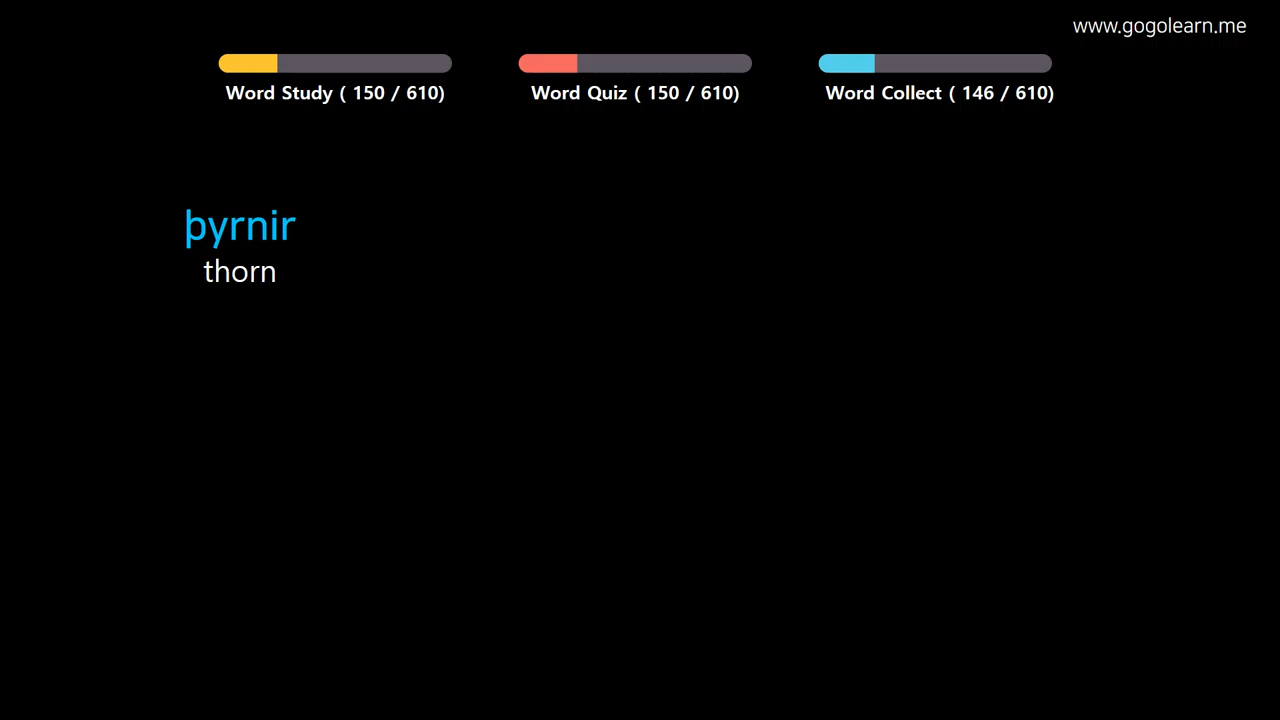 www.gogolearn.me
Word Study ( 150 / 610)
Word Quiz ( 150 / 610)
Word Collect ( 146 / 610)
þyrnir
thorn